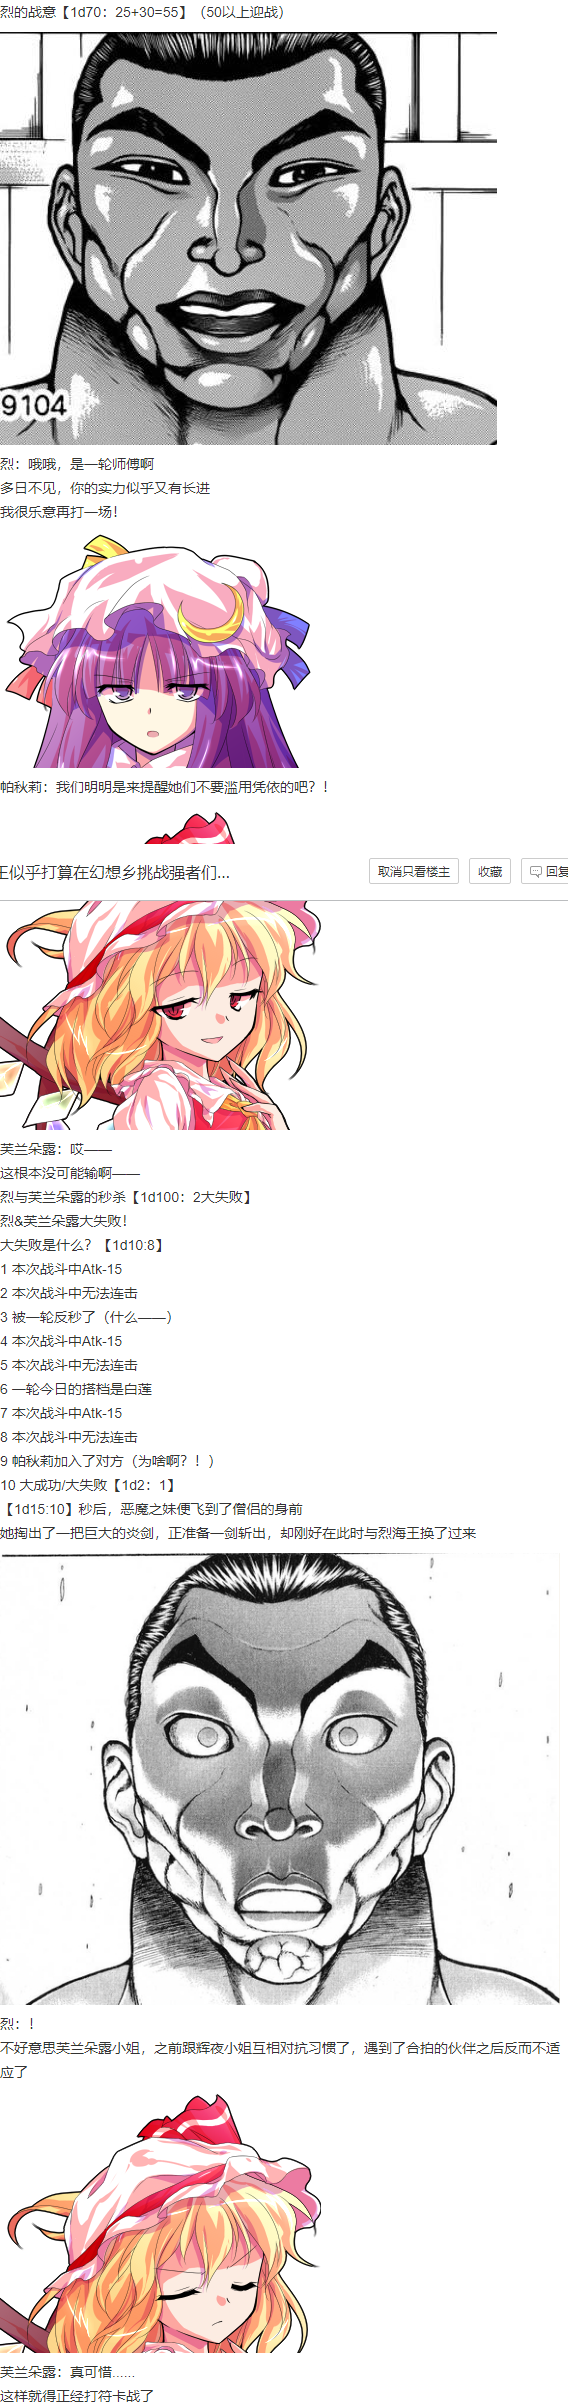 烈的战意【1d70：25+30=55】（50以上迎战）
9104
烈：哦哦，是一轮师傅啊
多日不见，你的实力似乎又有长进
我很乐意再打一场！
帕秋莉：我们明明是来提醒她们不要滥用凭依的吧？！
王似乎打算在幻想乡挑战强者们...
取消只看楼主
收藏
回复
芙兰朵露：哎——
这根本没可能输啊——
烈与芙兰朵露的秒杀【1d100：2大失败】
烈&芙兰朵露大失败！
大失败是什么？【1d10:8】
1 本次战斗中Atk-15
2 本次战斗中无法连击
3 被一轮反秒了（什么——）
4 本次战斗中Atk-15
5 本次战斗中无法连击
6 一轮今日的搭档是白莲
7 本次战斗中Atk-15
8 本次战斗中无法连击
9 帕秋莉加入了对方（为啥啊？！）
10 大成功/大失败【1d2：1】
【1d15:10】秒后，恶魔之妹便飞到了僧侣的身前
她掏出了一把巨大的炎剑，正准备一剑斩出，却刚好在此时与烈海王换了过来
烈：！
不好意思芙兰朵露小姐，之前跟辉夜小姐互相对抗习惯了，遇到了合拍的伙伴之后反而不适
应了
芙兰朵露：真可惜......
这样就得正经打符卡战了